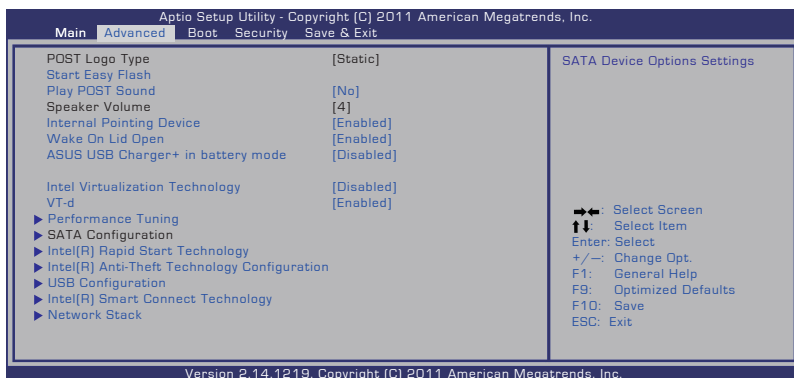 Aptio Setup Utility - Copyright (C) 2011 American Megatrends, Inc.
Main Advanced Boot Security Save & Exit
POST Logo Type [Static]
Start Easy Flash
Play POST Sound [No]
Speaker Volume [4]
Internal Pointing Device [Enabled]
Wake On Lid Open [Enabled]
ASUS USB Charger+ in battery mode [Disabled]
Intel Virtualization Technology [Disabled]
VT-d [Enabled]
Performance Tuning
SATA Configuration
Intel(R) Rapid Start Technology
Intel(R) Anti-Theft Technology Configuration
USB Configuration
Intel(R) Smart Connect Technology
Network Stack
SATA Device Options Settings
→←: Select Screen
↑↓: Select Item
Enter: Select
+/—: Change Opt.
F1: General Help
F9: Optimized Defaults
F10: Save
ESC: Exit
Version 2.14.1219. Copyright (C) 2011 American Megatrends, Inc.